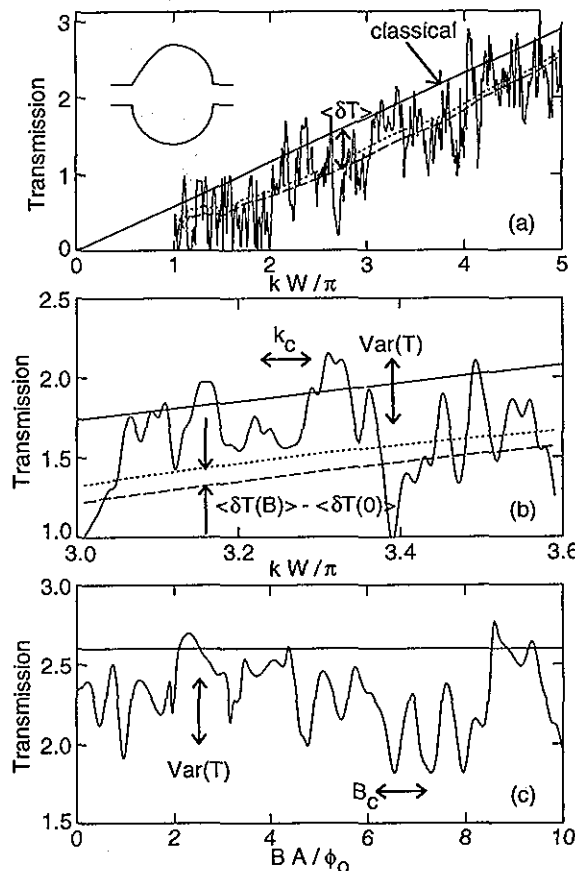 3
2
1
0
Transmission
classical
<δT>
(a)
0 1 2 3 4 5
k W / π
2.5
2.0
1.5
1.0
Transmission
k_c
Var(T)
<δT(B)> - <δT(0)>
(b)
3.0 3.2 3.4 3.6
k W / π
3.0
2.5
2.0
1.5
Transmission
Var(T)
B_c
(c)
0 2 4 6 8 10
B A / ϕ_o